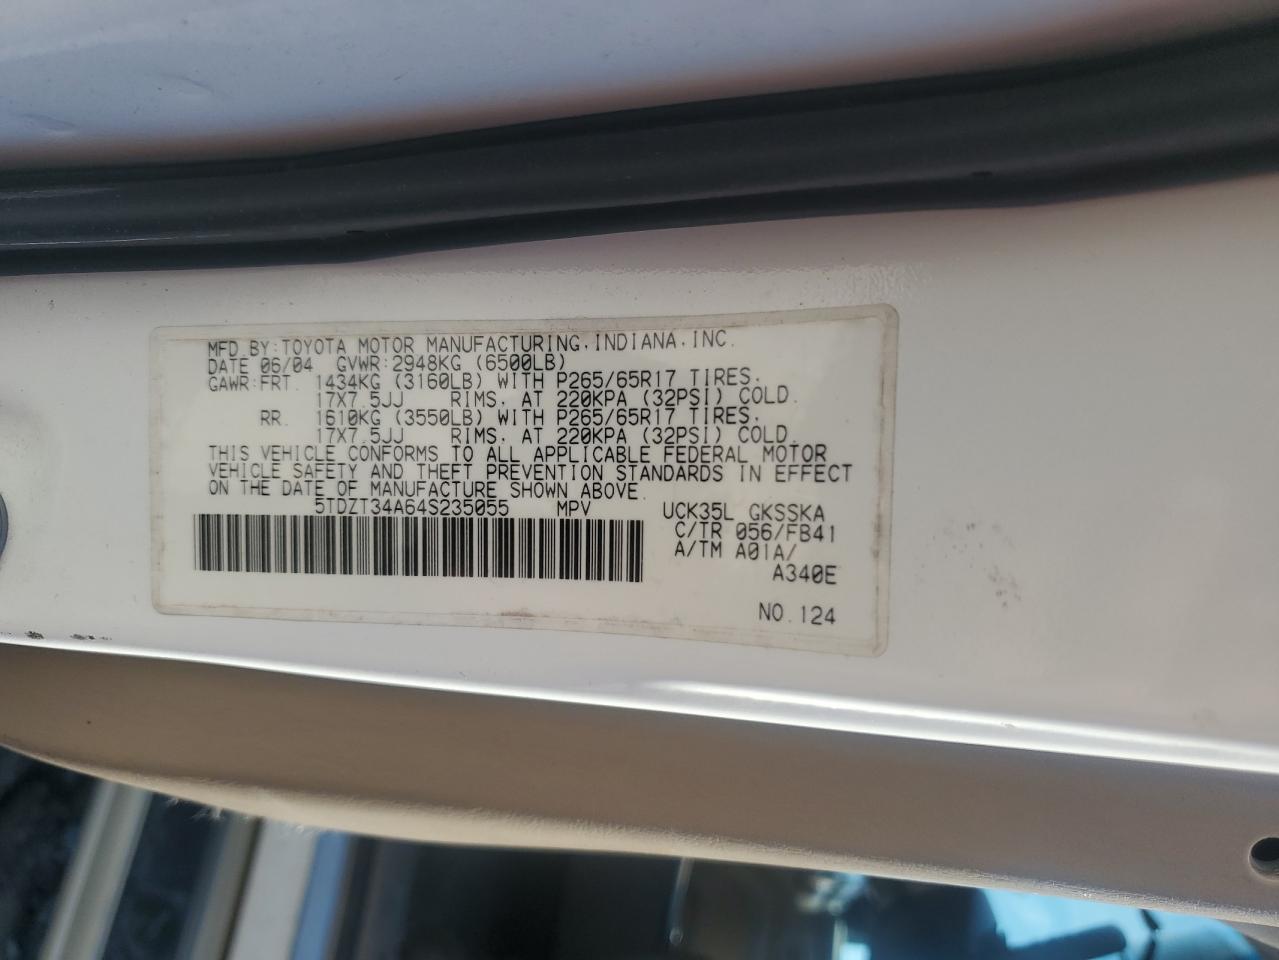 MFD.BY:TOYOTA MOTOR MANUFACTURING,INDIANA,INC.
DATE 06/04 GVWR:2948KG (6500LB)
GAWR:FRT. 1434KG (3160LB) WITH P265/65R17 TIRES.
17X7.5JJ RIMS. AT 220KPA (32PSI) COLD.
RR. 1610KG (3550LB) WITH P265/65R17 TIRES.
17X7.5JJ RIMS. AT 220KPA (32PSI) COLD.
THIS VEHICLE CONFORMS TO ALL APPLICABLE FEDERAL MOTOR
VEHICLE SAFETY AND THEFT PREVENTION STANDARDS IN EFFECT
ON THE DATE OF MANUFACTURE SHOWN ABOVE.
5TDZT34A64S235055 MPV UCK35L GKSSKA
C/TR 056/FB41
A/TM A01A/
A340E
NO.124